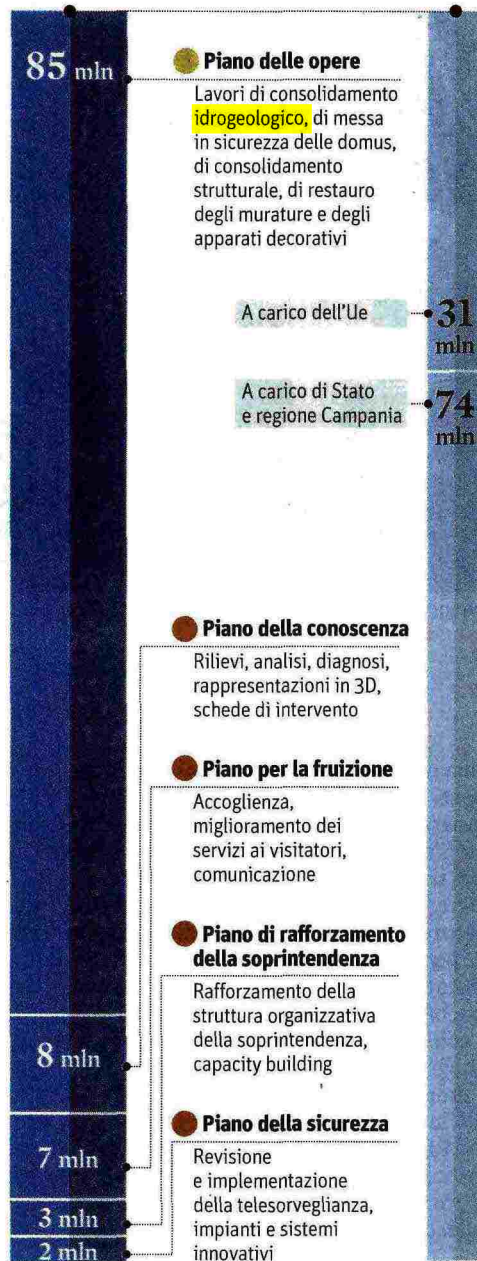 85 mln
Piano delle opere
Lavori di consolidamento
idrogeologico, di messa
in sicurezza delle domus,
di consolidamento
strutturale, di restauro
degli murature e degli
apparati decorativi
A carico dell'Ue
31
mln
A carico di Stato
e regione Campania
74
mln
Piano della conoscenza
Rilievi, analisi, diagnosi,
rappresentazioni in 3D,
schede di intervento
Piano per la fruizione
Accoglienza,
miglioramento dei
servizi ai visitatori,
comunicazione
Piano di rafforzamento
della soprintendenza
Rafforzamento della
struttura organizzativa
della soprintendenza,
capacity building
8 mln
Piano della sicurezza
Revisione
e implementazione
della telesorveglianza,
impianti e sistemi
innovativi
7 mln
3 mln
2 mln